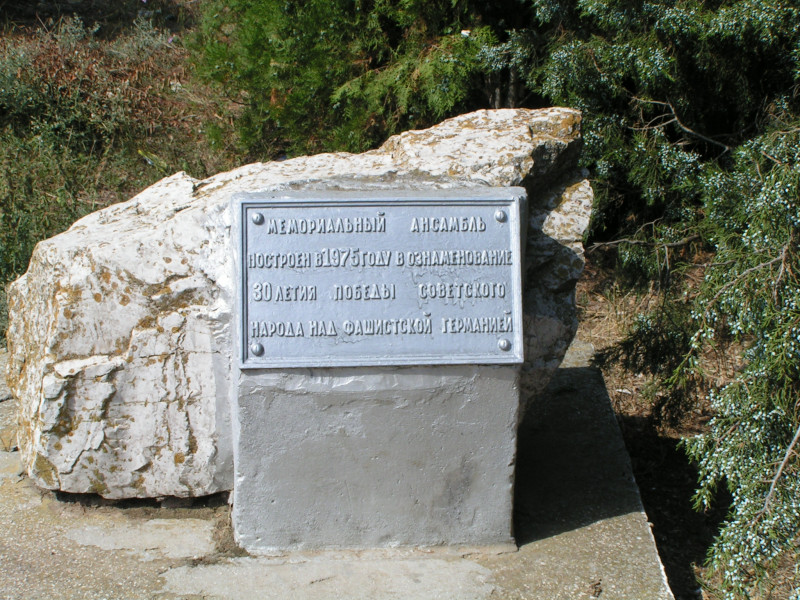 МЕМОРИАЛЬНЫЙ АНСАМБЛЬ
ПОСТРОЕН В 1975 ГОДУ В ОЗНАМЕНОВАНИЕ
30 ЛЕТИЯ ПОБЕДЫ СОВЕТСКОГО
НАРОДА НАД ФАШИСТСКОЙ ГЕРМАНИЕЙ